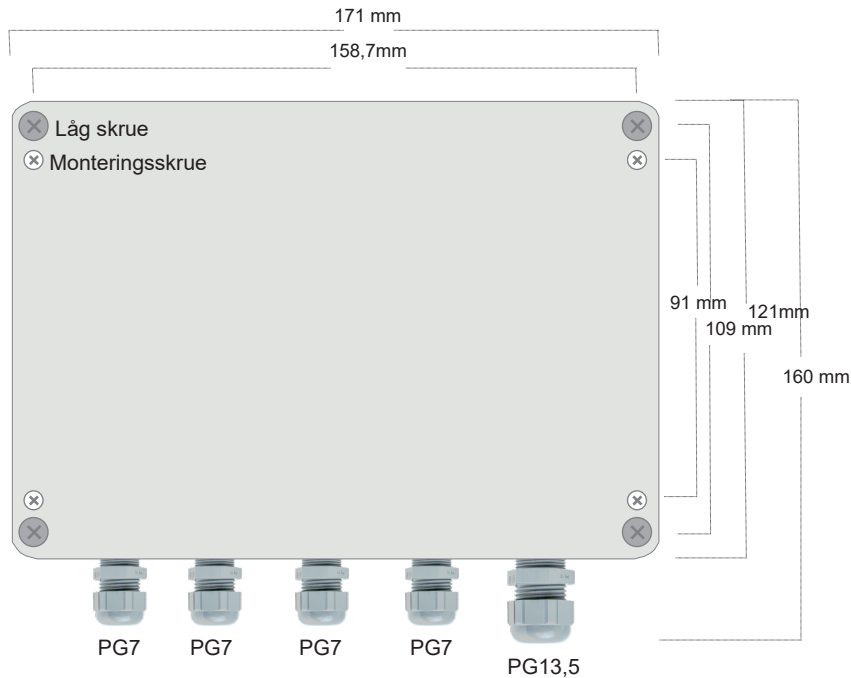 171 mm
158,7mm
Låg skrue
Monteringsskrue
91 mm
121mm
109 mm
160 mm
PG7
PG7
PG7
PG7
PG13,5